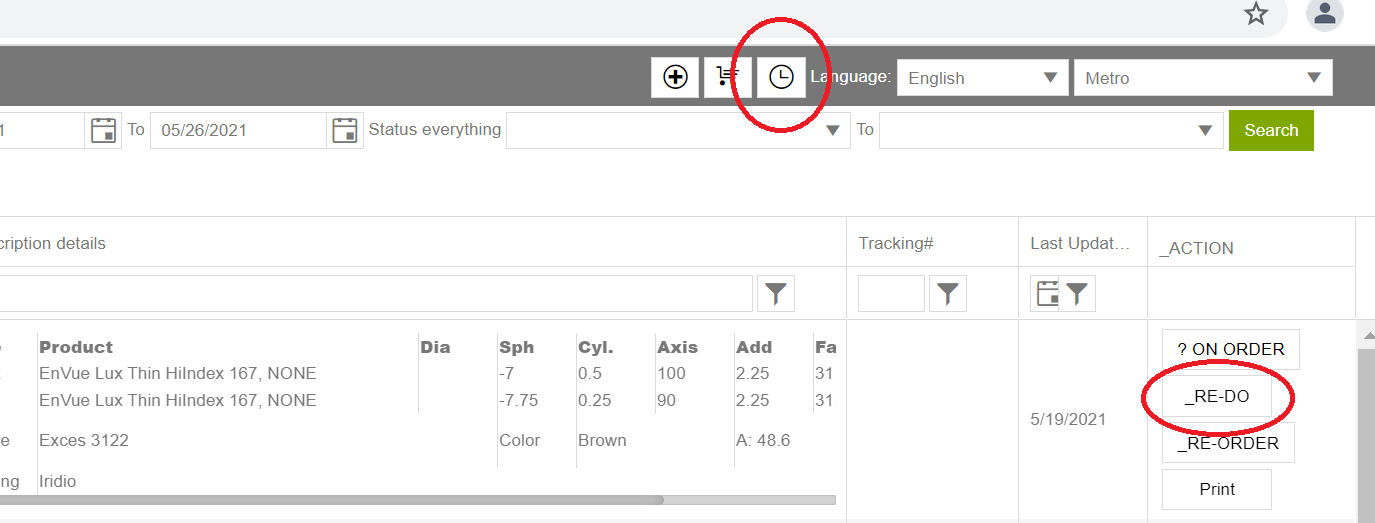 Language: English Metro
1 To 05/26/2021 Status everything To Search
cription details Tracking# Last Updat... _ACTION
Product Dia Sph Cyl. Axis Add Fa ? ON ORDER
EnVue Lux Thin HiIndex 167, NONE -7 0.5 100 2.25 31
EnVue Lux Thin HiIndex 167, NONE -7.75 0.25 90 2.25 31. _RE-DO
5/19/2021
e Exces 3122 Color Brown A: 48.6 _RE-ORDER
ng Iridio Print